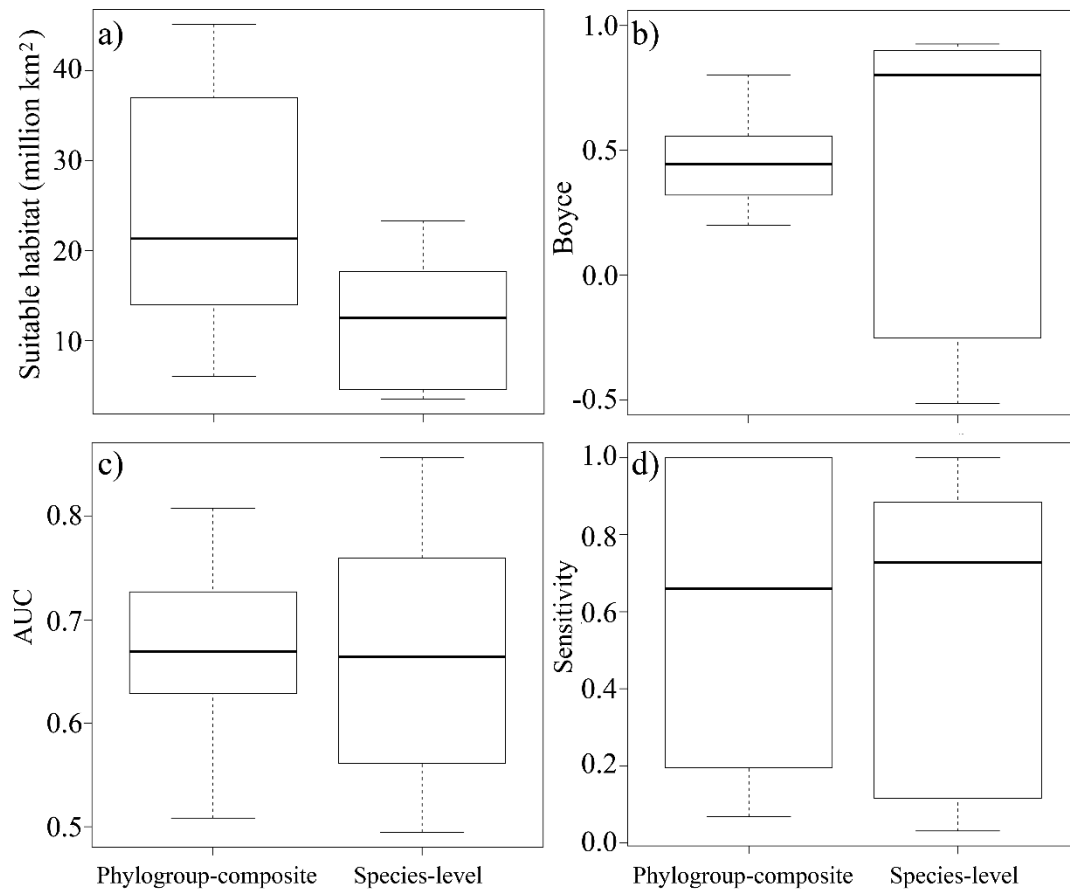 a)
Suitable habitat (million km²)
40
30
20
10
b)
Boyce
1.0
0.5
0.0
-0.5
c)
AUC
0.8
0.7
0.6
0.5
Phylogroup-composite Species-level
d)
Sensitivity
1.0
0.8
0.6
0.4
0.2
0.0
Phylogroup-composite Species-level